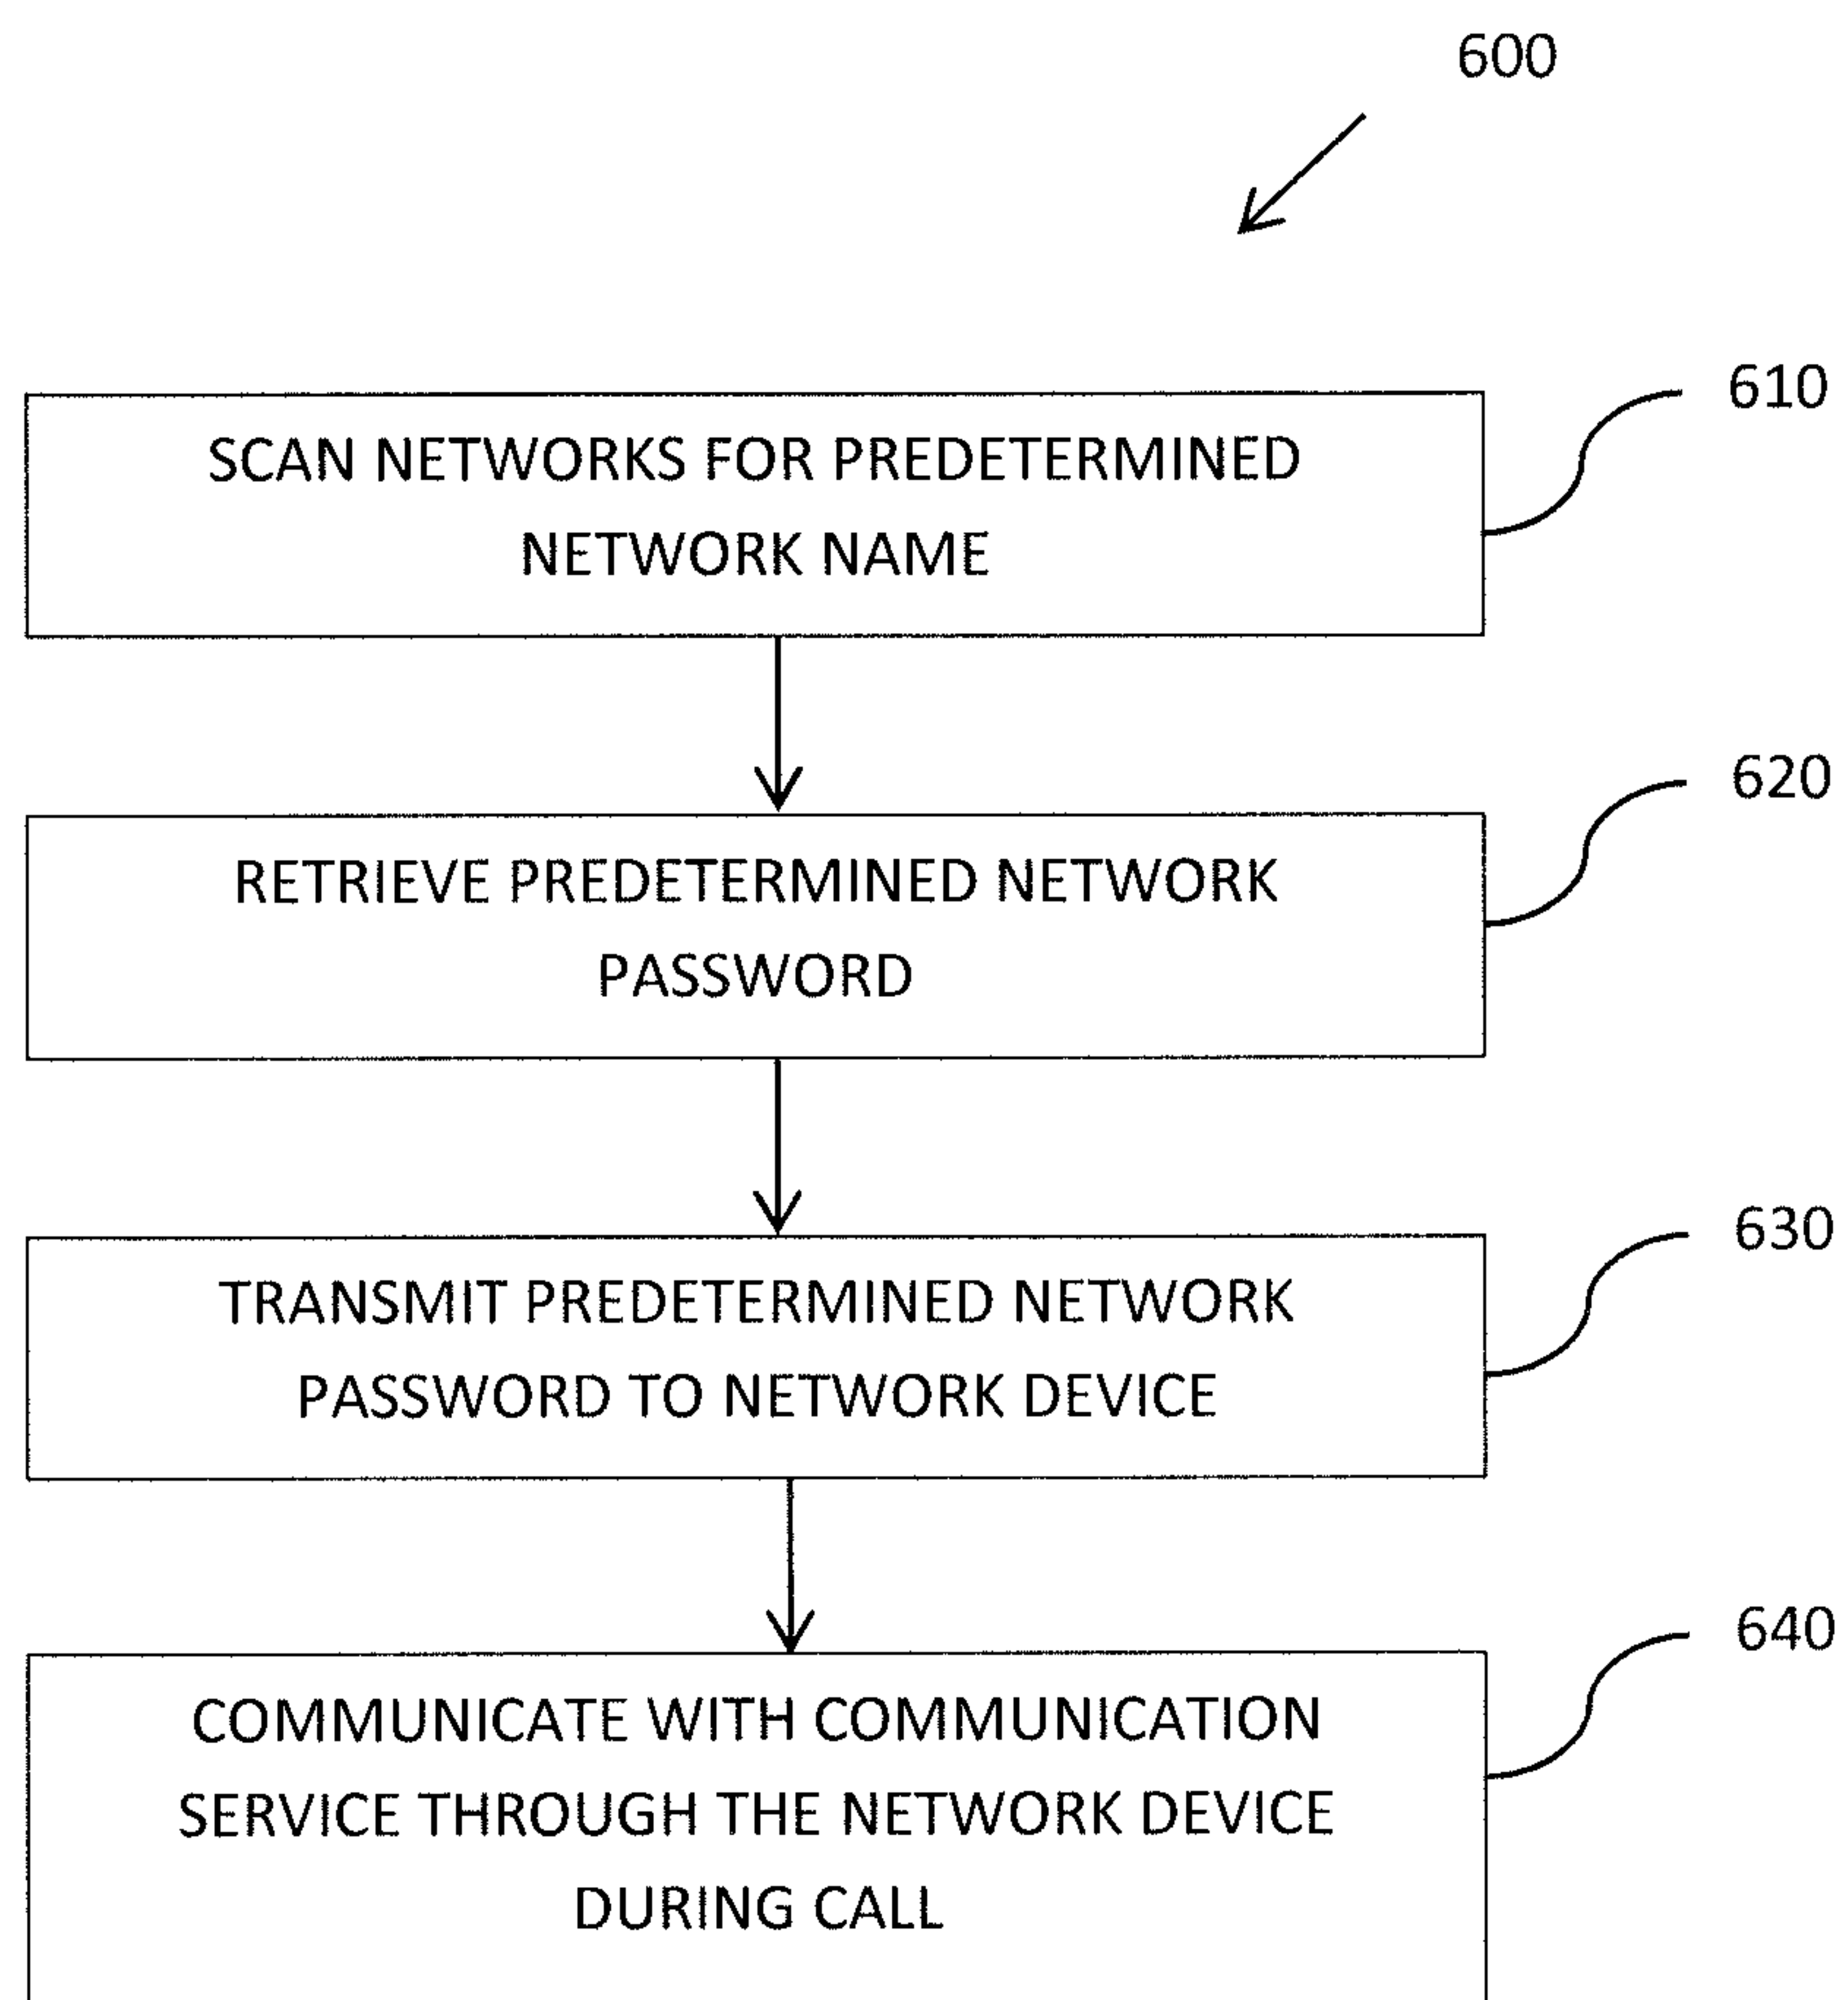 600
SCAN NETWORKS FOR PREDETERMINED
NETWORK NAME
610
RETRIEVE PREDETERMINED NETWORK
PASSWORD
620
TRANSMIT PREDETERMINED NETWORK
PASSWORD TO NETWORK DEVICE
630
COMMUNICATE WITH COMMUNICATION
SERVICE THROUGH THE NETWORK DEVICE
DURING CALL
640